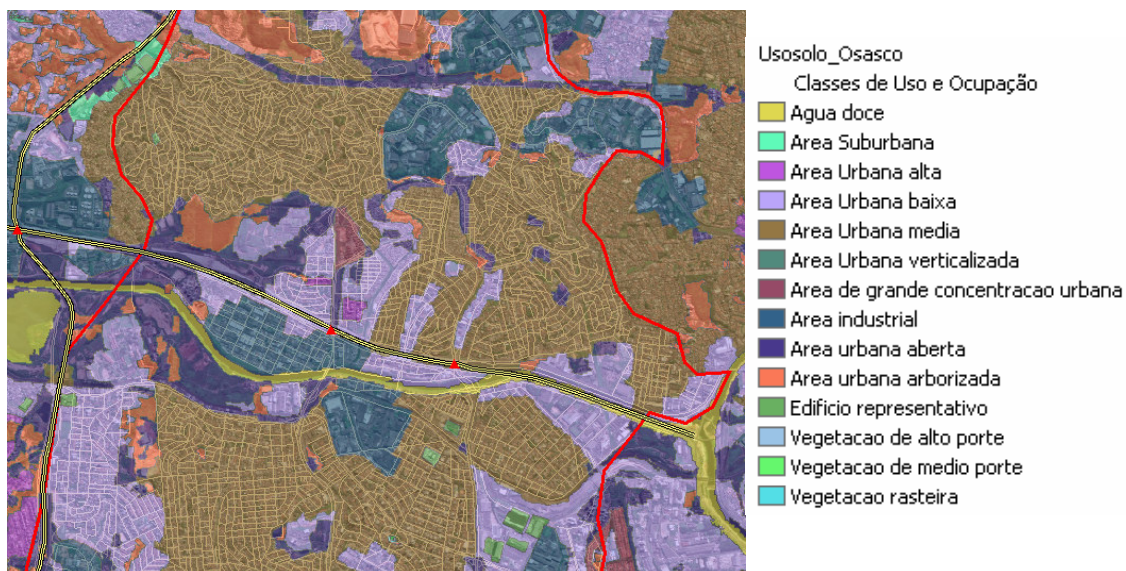 Usosolo_Osasco
Classes de Uso e Ocupação
Agua doce
Area Suburbana
Area Urbana alta
Area Urbana baixa
Area Urbana media
Area Urbana verticalizada
Area de grande concentracao urbana
Area industrial
Area urbana aberta
Area urbana arborizada
Edificio representativo
Vegetacao de alto porte
Vegetacao de medio porte
Vegetacao rasteira